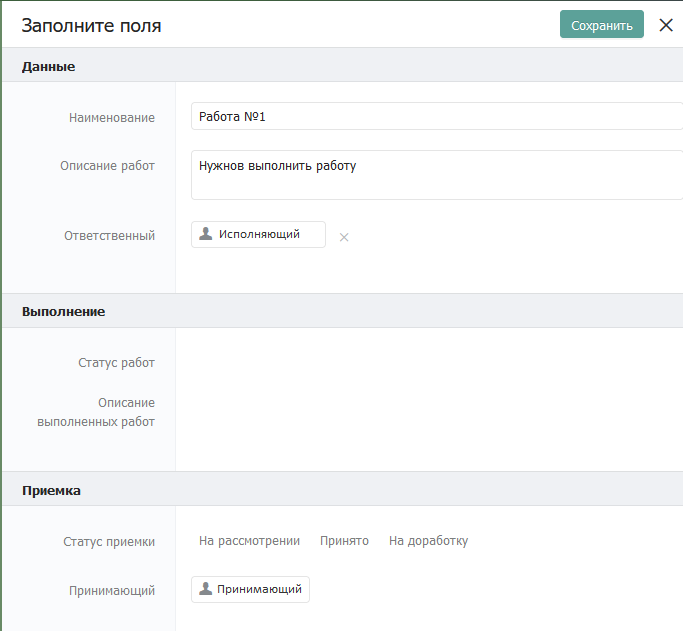 Заполните поля
Сохранить
Данные
Наименование
Работа №1
Описание работ
Нужнов выполнить работу
Ответственный
Исполняющий
Выполнение
Статус работ
Описание
выполненных работ
Приемка
Статус приемки
На рассмотрении Принято На доработку
Принимающий
Принимающий